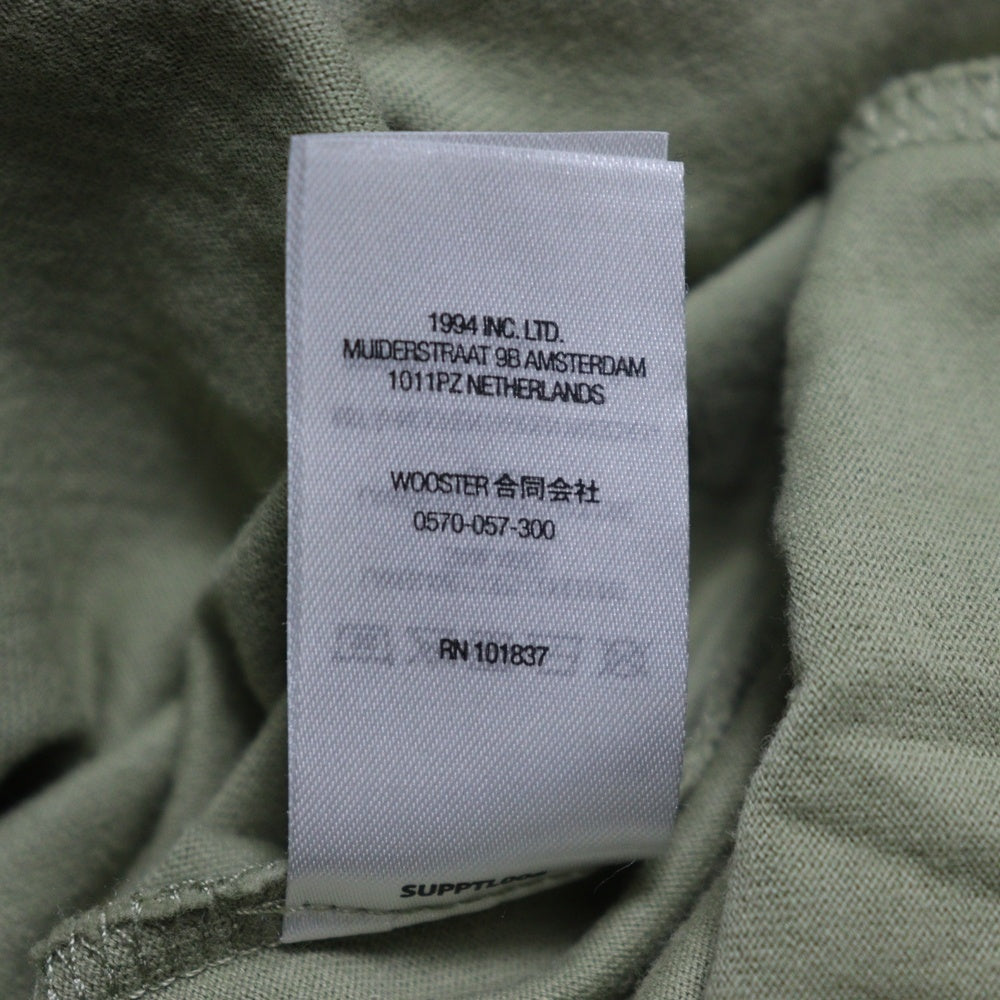 1994 INC. LTD.
MUIDERSTRAAT 9B AMSTERDAM
1011PZ NETHERLANDS
WOOSTER 合同会社
0570-057-300
RN 101837